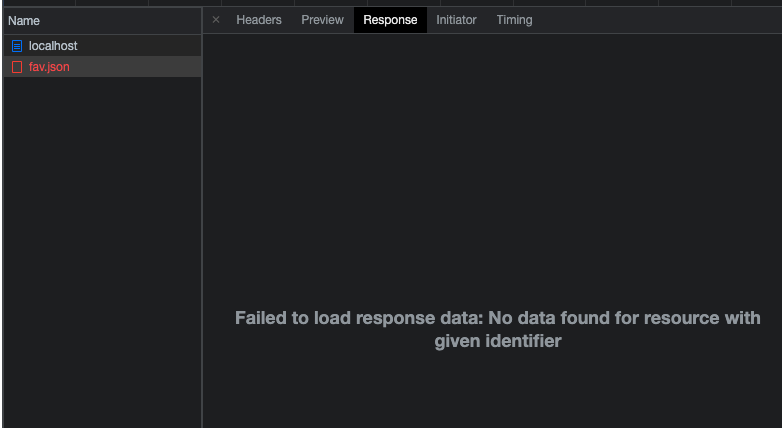 Name
× Headers Preview Response Initiator Timing
localhost
fav.json
Failed to load response data: No data found for resource with
given identifier